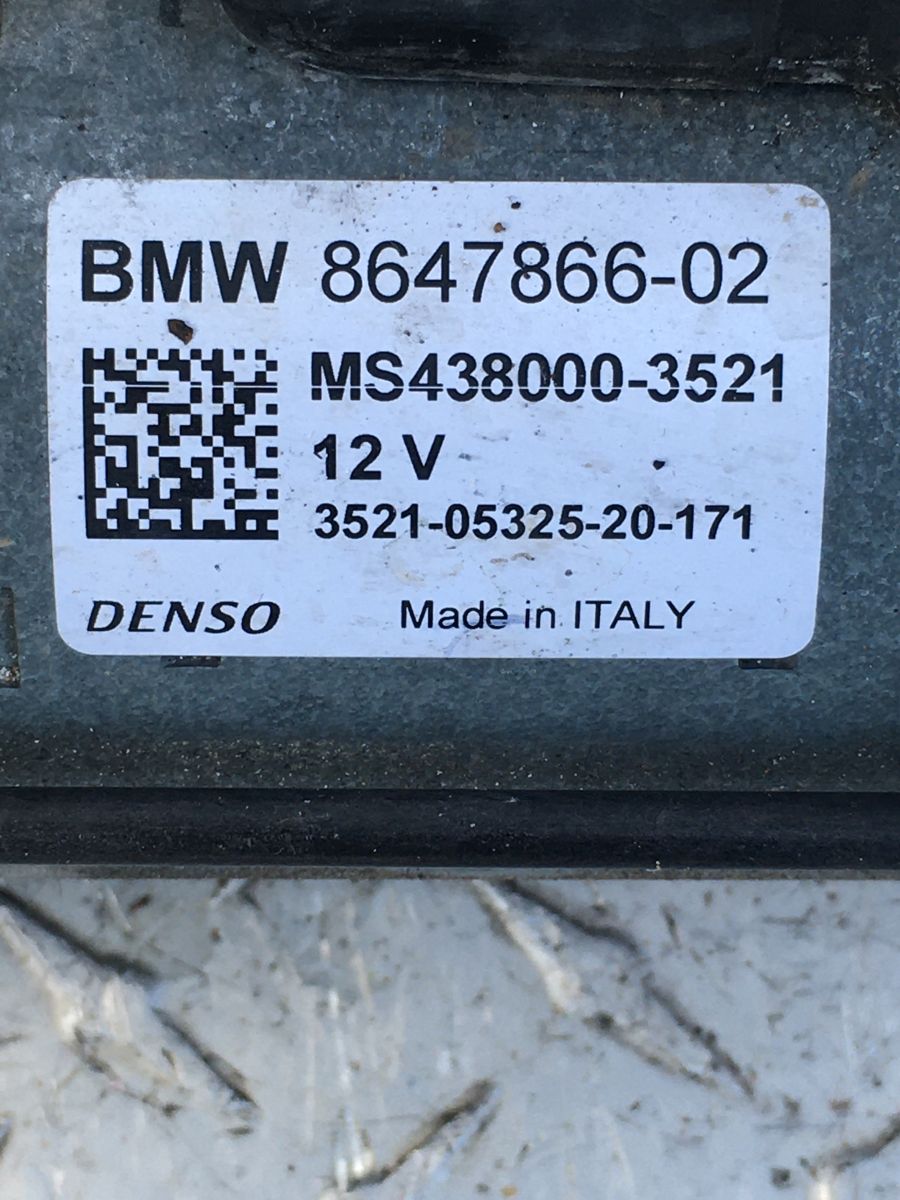 BMW 8647866-02
MS438000-3521
12 V
3521-05325-20-171
DENSO Made in ITALY